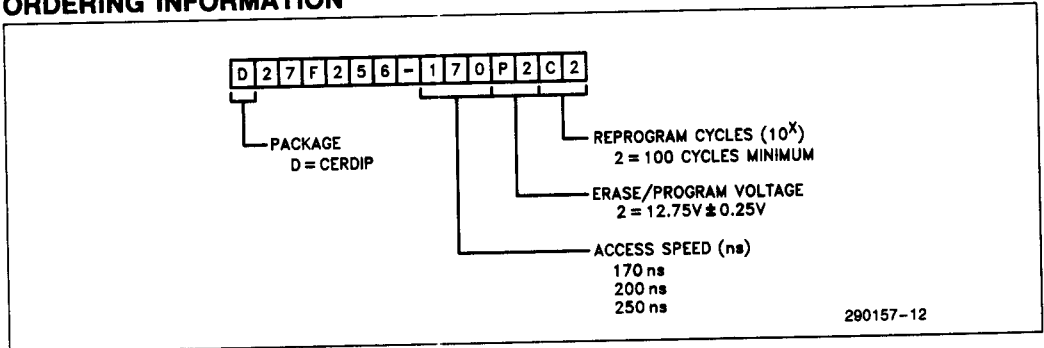 ORDERING INFORMATION
D27F256-170P2C2
PACKAGE
D = CERDIP
REPROGRAM CYCLES (10^X)
2 = 100 CYCLES MINIMUM
ERASE/PROGRAM VOLTAGE
2 = 12.75V ± 0.25V
ACCESS SPEED (ns)
170 ns
200 ns
250 ns
290157-12